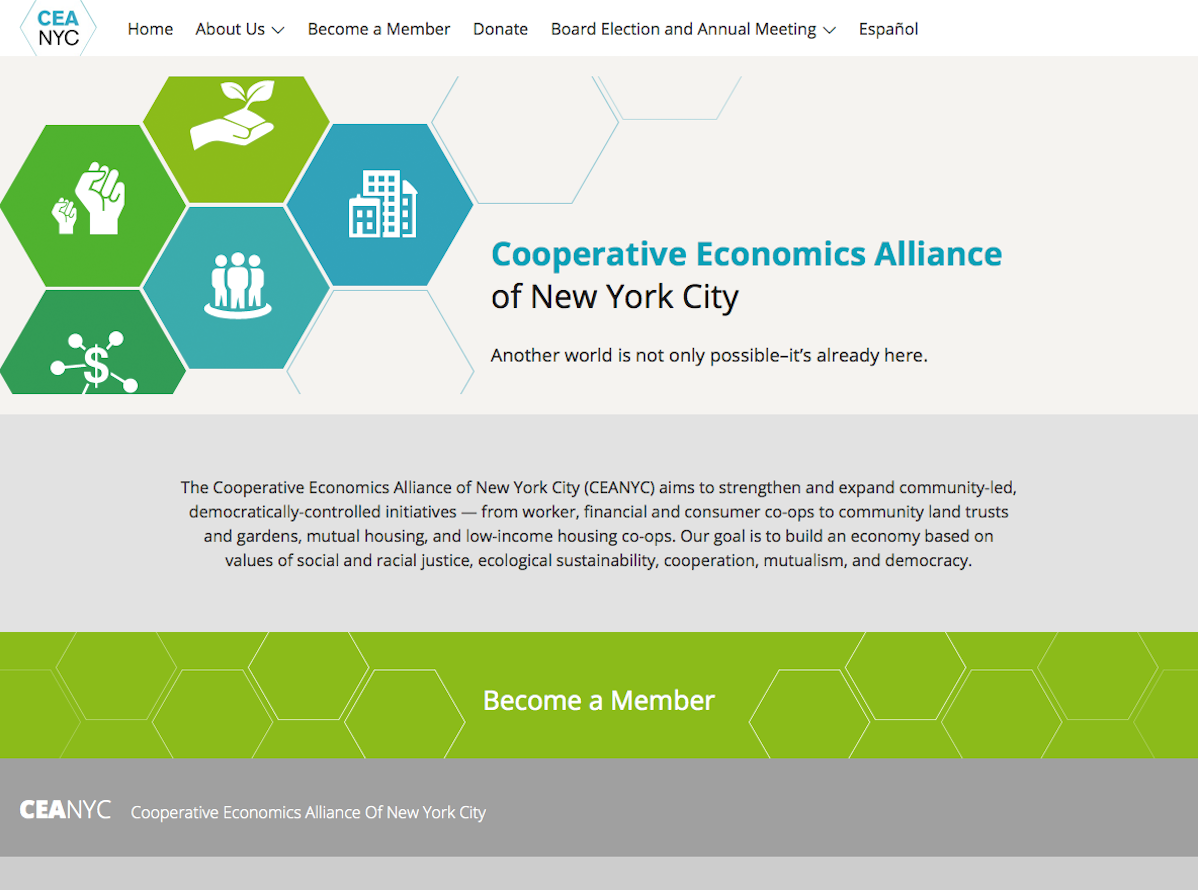 CEA
NYC
Home
About Us
Become a Member
Donate
Board Election and Annual Meeting
Español
$
Cooperative Economics Alliance
of New York City
Another world is not only possible–it’s already here.
The Cooperative Economics Alliance of New York City (CEANYC) aims to strengthen and expand community-led,
democratically-controlled initiatives — from worker, financial and consumer co-ops to community land trusts
and gardens, mutual housing, and low-income housing co-ops. Our goal is to build an economy based on
values of social and racial justice, ecological sustainability, cooperation, mutualism, and democracy.
Become a Member
CEANYC
Cooperative Economics Alliance Of New York City